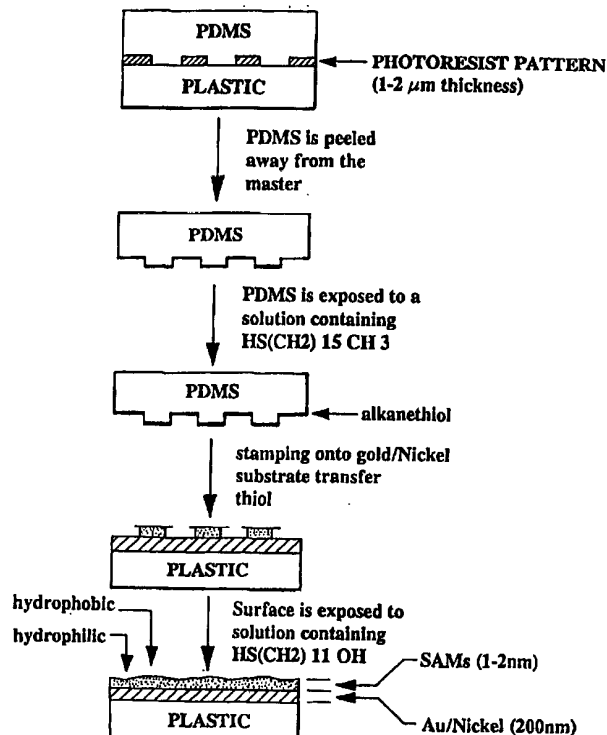 PDMS
PHOTORESIST PATTERN
(1-2 μm thickness)
PLASTIC
PDMS is peeled
away from the
master
PDMS
PDMS is exposed to a
solution containing
HS(CH2) 15 CH 3
PDMS
alkanethiol
stamping onto gold/Nickel
substrate transfer
thiol
PLASTIC
hydrophobic
hydrophilic
Surface is exposed to
solution containing
HS(CH2) 11 OH
SAMs (1-2nm)
PLASTIC
Au/Nickel (200nm)